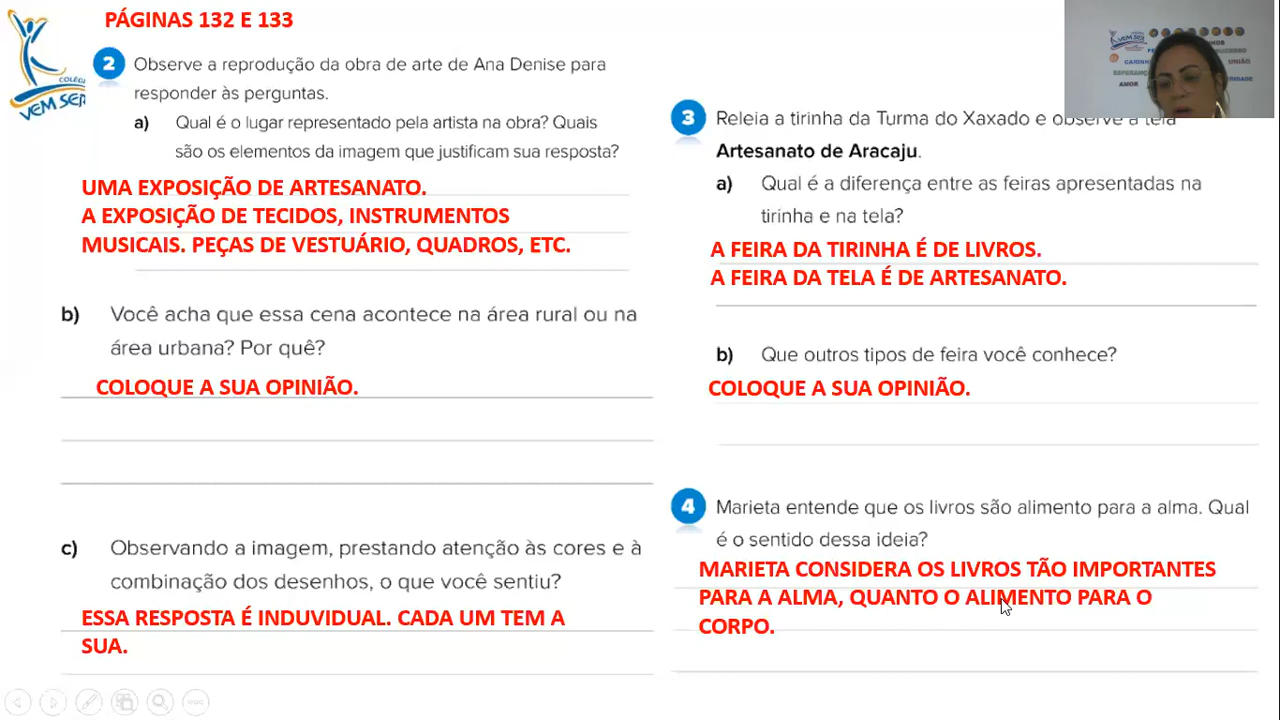 PÁGINAS 132 E 133
COLÉGIO
VEM SER
2 Observe a reprodução da obra de arte de Ana Denise para
responder às perguntas.
a) Qual é o lugar representado pela artista na obra? Quais
são os elementos da imagem que justificam sua resposta?
UMA EXPOSIÇÃO DE ARTESANATO.
A EXPOSIÇÃO DE TECIDOS, INSTRUMENTOS
MUSICAIS. PEÇAS DE VESTUÁRIO, QUADROS, ETC.
b) Você acha que essa cena acontece na área rural ou na
área urbana? Por quê?
COLOQUE A SUA OPINIÃO.
c) Observando a imagem, prestando atenção às cores e à
combinação dos desenhos, o que você sentiu?
ESSA RESPOSTA É INDUVIDUAL. CADA UM TEM A
SUA.
UNIÃO
AMOR
3 Releia a tirinha da Turma do Xaxado e observe a tela
Artesanato de Aracaju.
a) Qual é a diferença entre as feiras apresentadas na
tirinha e na tela?
A FEIRA DA TIRINHA É DE LIVROS.
A FEIRA DA TELA É DE ARTESANATO.
b) Que outros tipos de feira você conhece?
COLOQUE A SUA OPINIÃO.
4 Marieta entende que os livros são alimento para a alma. Qual
é o sentido dessa ideia?
MARIETA CONSIDERA OS LIVROS TÃO IMPORTANTES
PARA A ALMA, QUANTO O ALIMENTO PARA O
CORPO.